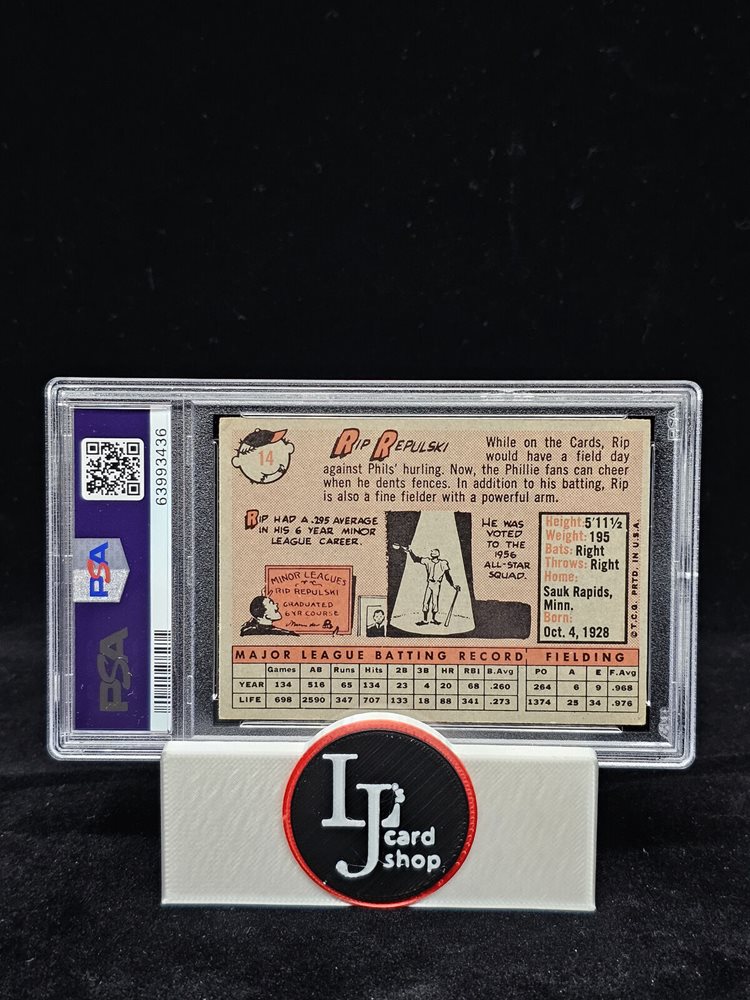 63993436
PSA
PSA
14
RIP REPULSKI
While on the Cards, Rip
would have a field day
against Phils' hurling. Now, the Phillie fans can cheer
when he dents fences. In addition to his batting, Rip
is also a fine fielder with a powerful arm.
RIP HAD A .295 AVERAGE
IN HIS 6 YEAR MINOR
LEAGUE CAREER.
MINOR LEAGUES
RIP REPULSKI
GRADUATED
6 YR COURSE
HE WAS
VOTED
TO THE
1956
ALL-STAR
SQUAD.
Height: 5'11½
Weight: 195
Bats: Right
Throws: Right
Home:
Sauk Rapids,
Minn.
Born:
Oct. 4, 1928
© T.C.G. PRTD. IN U.S.A.
MAJOR LEAGUE BATTING RECORD FIELDING
Games AB Runs Hits 2B 3B HR RBI B.Avg PO A E F.Avg
YEAR 134 516 65 134 23 4 20 68 .260 264 6 9 .968
LIFE 698 2590 347 707 133 18 88 341 .273 1374 25 34 .976
LJ's
card
shop